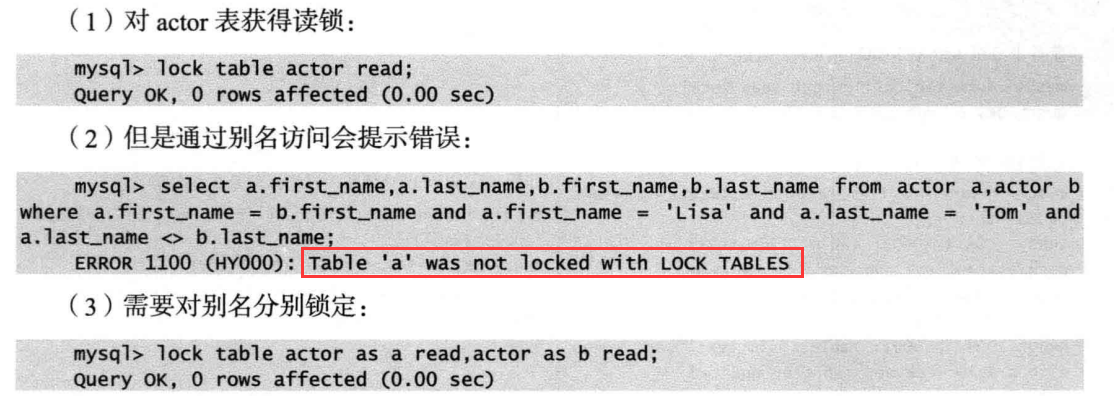 （1）对 actor 表获得读锁：
mysql> lock table actor read;
Query OK, 0 rows affected (0.00 sec)
（2）但是通过别名访问会提示错误：
mysql> select a.first_name,a.last_name,b.first_name,b.last_name from actor a,actor b
where a.first_name = b.first_name and a.first_name = 'Lisa' and a.last_name = 'Tom' and
a.last_name <> b.last_name;
ERROR 1100 (HY000): Table 'a' was not locked with LOCK TABLES
（3）需要对别名分别锁定：
mysql> lock table actor as a read,actor as b read;
Query OK, 0 rows affected (0.00 sec)